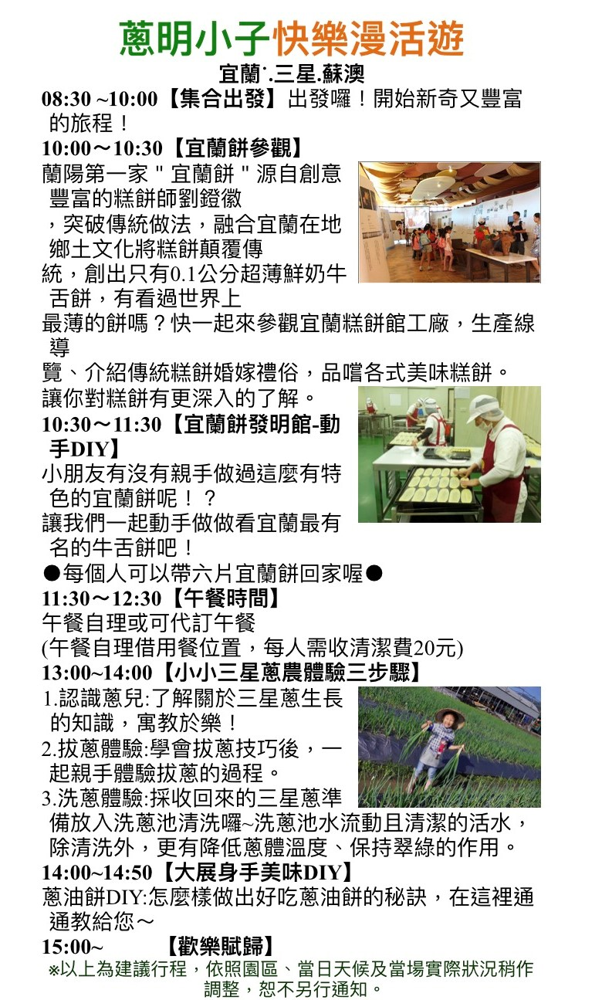 蔥明小子快樂漫活遊
宜蘭˙.三星.蘇澳
08:30 ~10:00【集合出發】出發囉！開始新奇又豐富
的旅程！
10:00～10:30【宜蘭餅參觀】
蘭陽第一家＂宜蘭餅＂源自創意
豐富的糕餅師劉鐙徽
，突破傳統做法，融合宜蘭在地
鄉土文化將糕餅顛覆傳
統，創出只有0.1公分超薄鮮奶牛
舌餅，有看過世界上
最薄的餅嗎？快一起來參觀宜蘭糕餅館工廠，生產線
導
覽、介紹傳統糕餅婚嫁禮俗，品嚐各式美味糕餅。
讓你對糕餅有更深入的了解。
10:30～11:30【宜蘭餅發明館-動
手DIY】
小朋友有沒有親手做過這麼有特
色的宜蘭餅呢！？
讓我們一起動手做做看宜蘭最有
名的牛舌餅吧！
●每個人可以帶六片宜蘭餅回家喔●
11:30～12:30【午餐時間】
午餐自理或可代訂午餐
(午餐自理借用餐位置，每人需收清潔費20元)
13:00~14:00【小小三星蔥農體驗三步驟】
1.認識蔥兒:了解關於三星蔥生長
的知識，寓教於樂！
2.拔蔥體驗:學會拔蔥技巧後，一
起親手體驗拔蔥的過程。
3.洗蔥體驗:採收回來的三星蔥準
備放入洗蔥池清洗囉~洗蔥池水流動且清潔的活水，
除清洗外，更有降低蔥體溫度、保持翠綠的作用。
14:00~14:50【大展身手美味DIY】
蔥油餅DIY:怎麼樣做出好吃蔥油餅的秘訣，在這裡通
通教給您～
15:00~ 【歡樂賦歸】
※以上為建議行程，依照園區、當日天候及當場實際狀況稍作
調整，恕不另行通知。